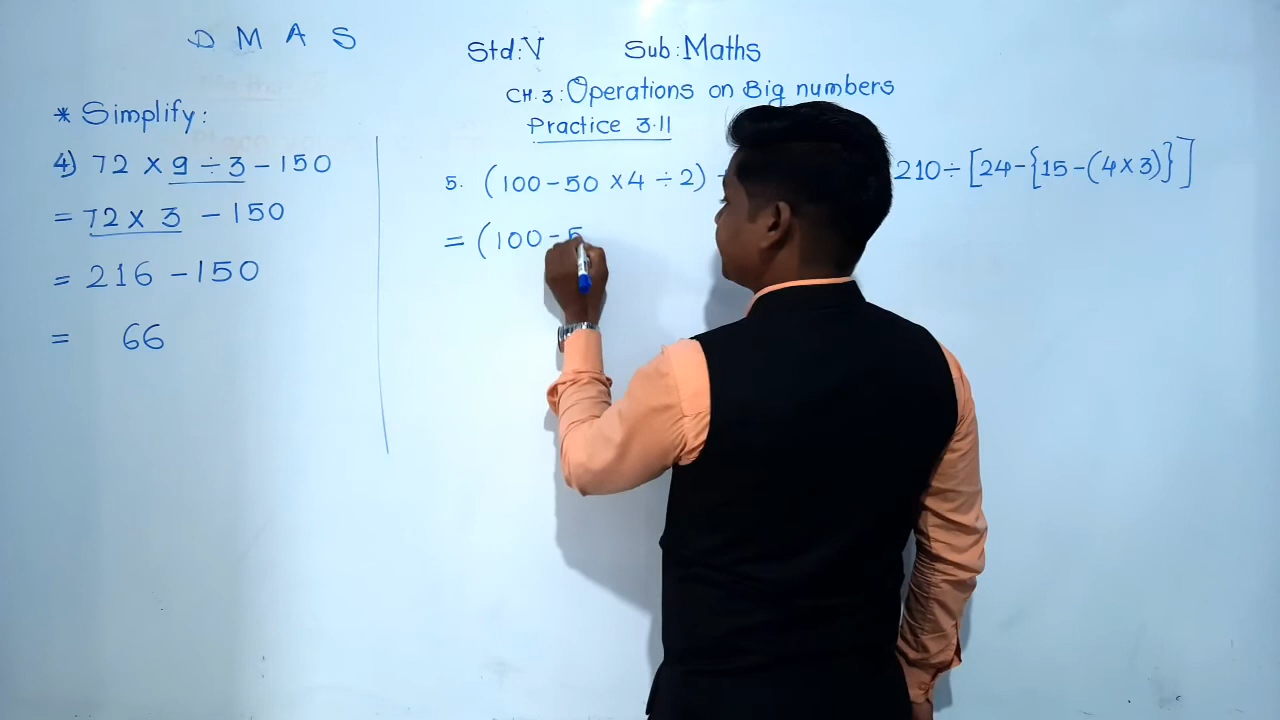 D M A S
Std: V Sub: Maths
CH. 3: Operations on Big numbers
Practice 3.11
* Simplify:
4) 72 × 9 ÷ 3 - 150
= 72 × 3 - 150
= 216 - 150
= 66
5. (100 - 50 × 4 ÷ 2) -
= (100 - 5
210 ÷ [24 - {15 - (4 × 3)}]